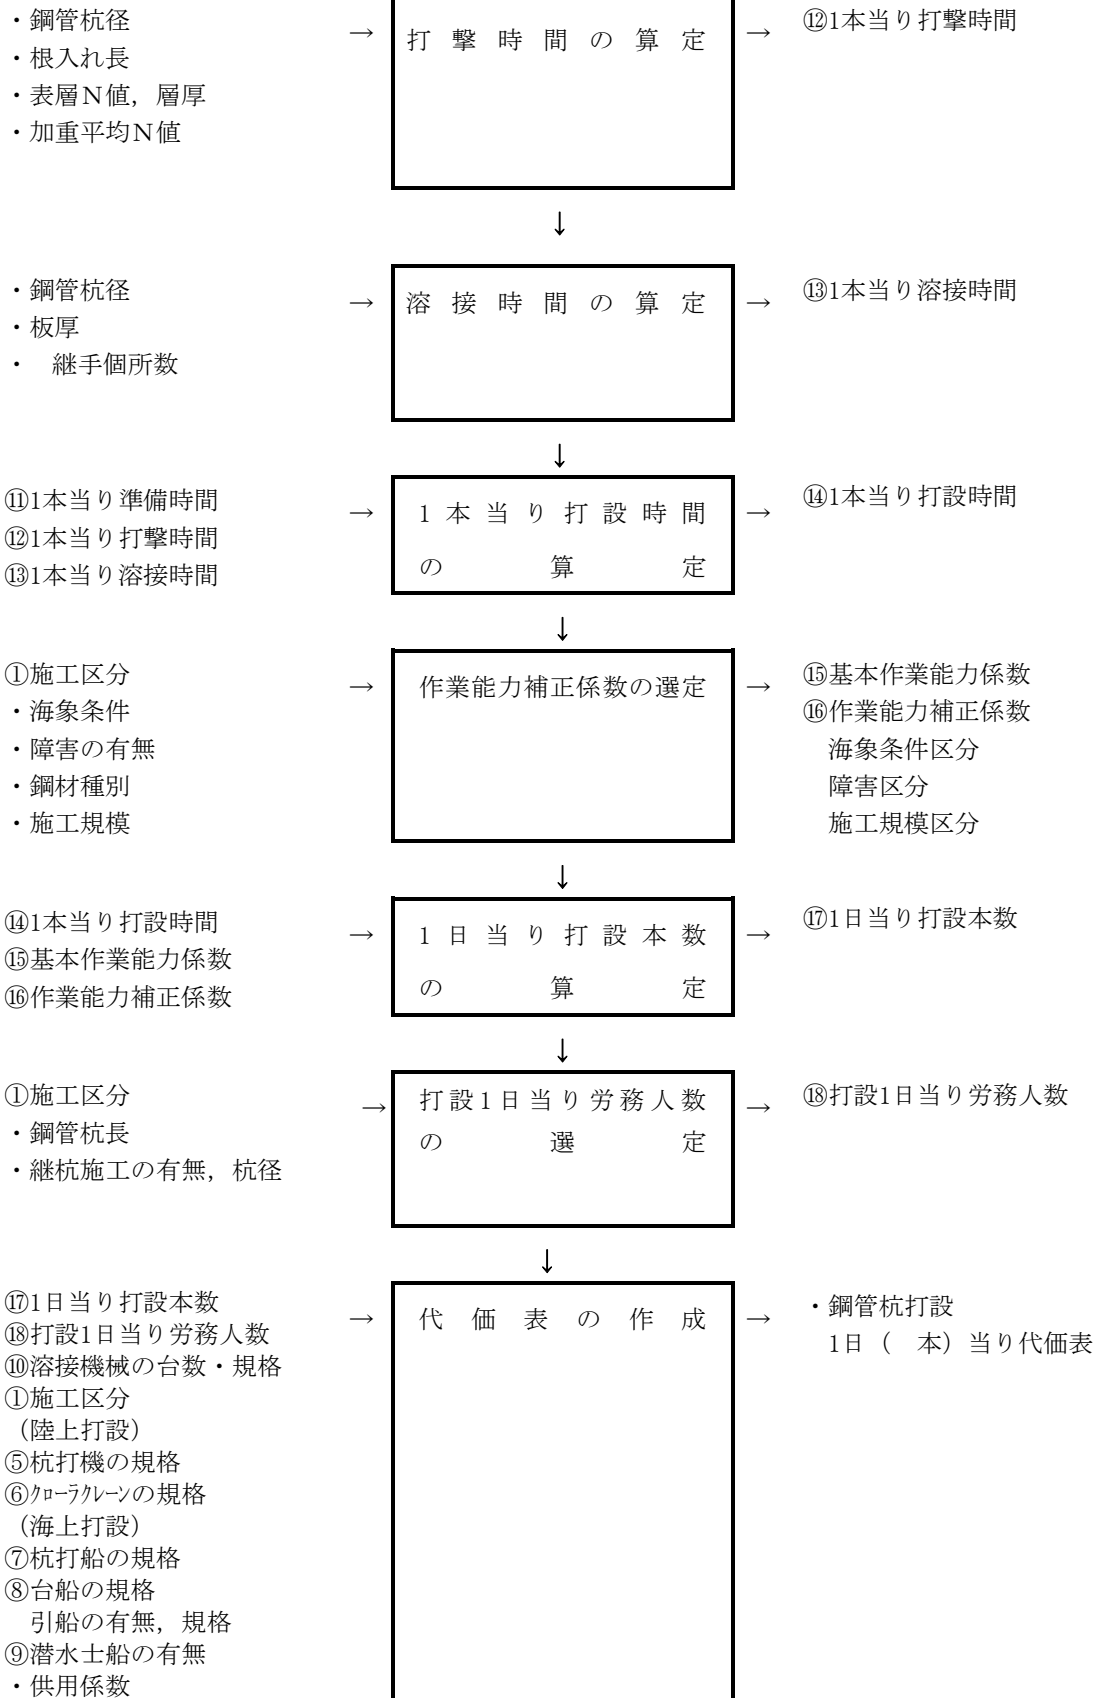 ・鋼管杭径
・根入れ長
・表層Ｎ値，層厚
・加重平均Ｎ値
→
打撃時間の算定
→
⑫1本当り打撃時間
↓
・鋼管杭径
・板厚
・　継手個所数
→
溶接時間の算定
→
⑬1本当り溶接時間
↓
⑪1本当り準備時間
⑫1本当り打撃時間
⑬1本当り溶接時間
→
1本当り打設時間
の算定
→
⑭1本当り打設時間
↓
①施工区分
・海象条件
・障害の有無
・鋼材種別
・施工規模
→
作業能力補正係数の選定
→
⑮基本作業能力係数
⑯作業能力補正係数
海象条件区分
障害区分
施工規模区分
↓
⑭1本当り打設時間
⑮基本作業能力係数
⑯作業能力補正係数
→
1日当り打設本数
の算定
→
⑰1日当り打設本数
↓
①施工区分
・鋼管杭長
・継杭施工の有無，杭径
→
打設1日当り労務人数
の選定
→
⑱打設1日当り労務人数
↓
⑰1日当り打設本数
⑱打設1日当り労務人数
⑩溶接機械の台数・規格
①施工区分
（陸上打設）
⑤杭打機の規格
⑥ｸﾛｰﾗｸﾚｰﾝの規格
（海上打設）
⑦杭打船の規格
⑧台船の規格
引船の有無，規格
⑨潜水士船の有無
・供用係数
→
代価表の作成
→
・鋼管杭打設
1日（　本）当り代価表